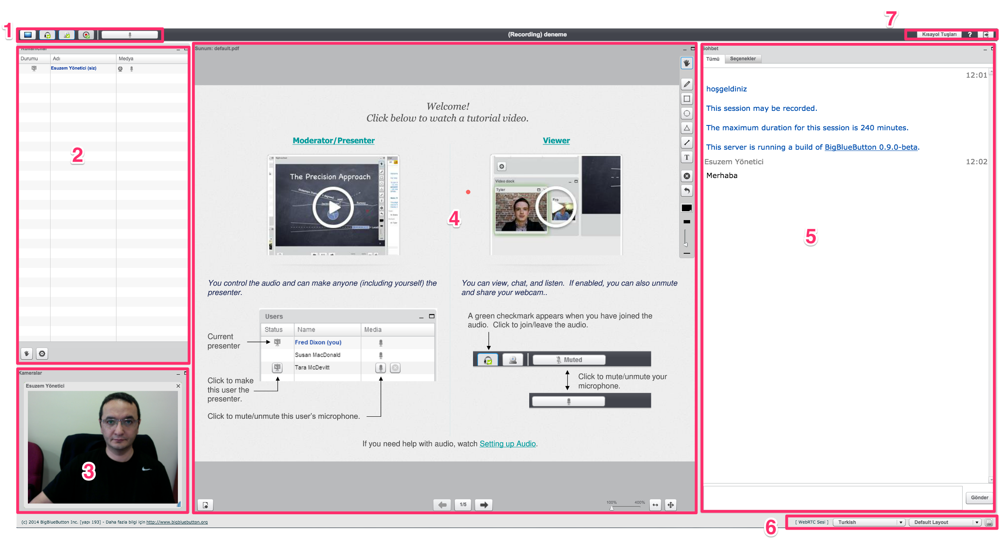 7
1
(Recording) deneme
Kısayol Tuşları
?
Kullanıcılar
Durumu
Adı
Medya
Esuzem Yönetici (siz)
2
Kameralar
Esuzem Yönetici
3
Sunum: default.pdf
Welcome!
Click below to watch a tutorial video.
Moderator/Presenter
Viewer
The Precision Approach
Runway
Video dock
Tyler
4
T
You control the audio and can make anyone (including yourself) the
presenter.
You can view, chat, and listen.  If enabled, you can also unmute
and share your webcam..
Users
Status
Name
Media
Current
presenter
Fred Dixon (you)
Susan MacDonald
Tara McDevitt
Click to make
this user the
presenter.
Click to mute/unmute this user's microphone.
A green checkmark appears when you have joined the
audio.  Click to join/leave the audio.
Muted
Click to mute/unmute your
microphone.
If you need help with audio, watch Setting up Audio.
1/5
100%
400%
Sohbet
Tümü
Seçenekler
12:01
hoşgeldiniz
This session may be recorded.
The maximum duration for this session is 240 minutes.
This server is running a build of BigBlueButton 0.9.0-beta.
Esuzem Yönetici
12:02
Merhaba
5
Gönder
(c) 2014 BigBlueButton Inc. [yapı 193] - Daha fazla bilgi için http://www.bigbluebutton.org
6
[ WebRTC Sesi ]
Turkish
Default Layout